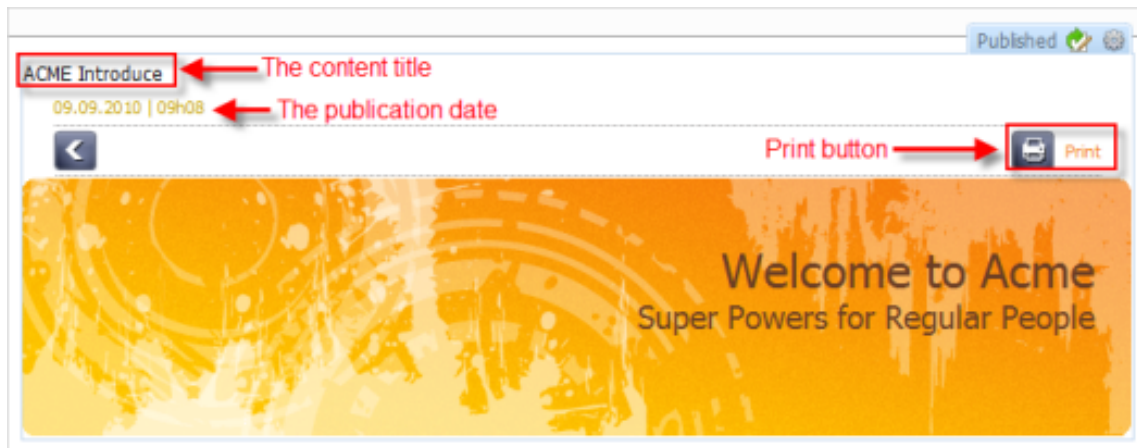 Published
ACME Introduce
The content title
09.09.2010 | 09h08
The publication date
Print button
Print
Welcome to Acme
Super Powers for Regular People